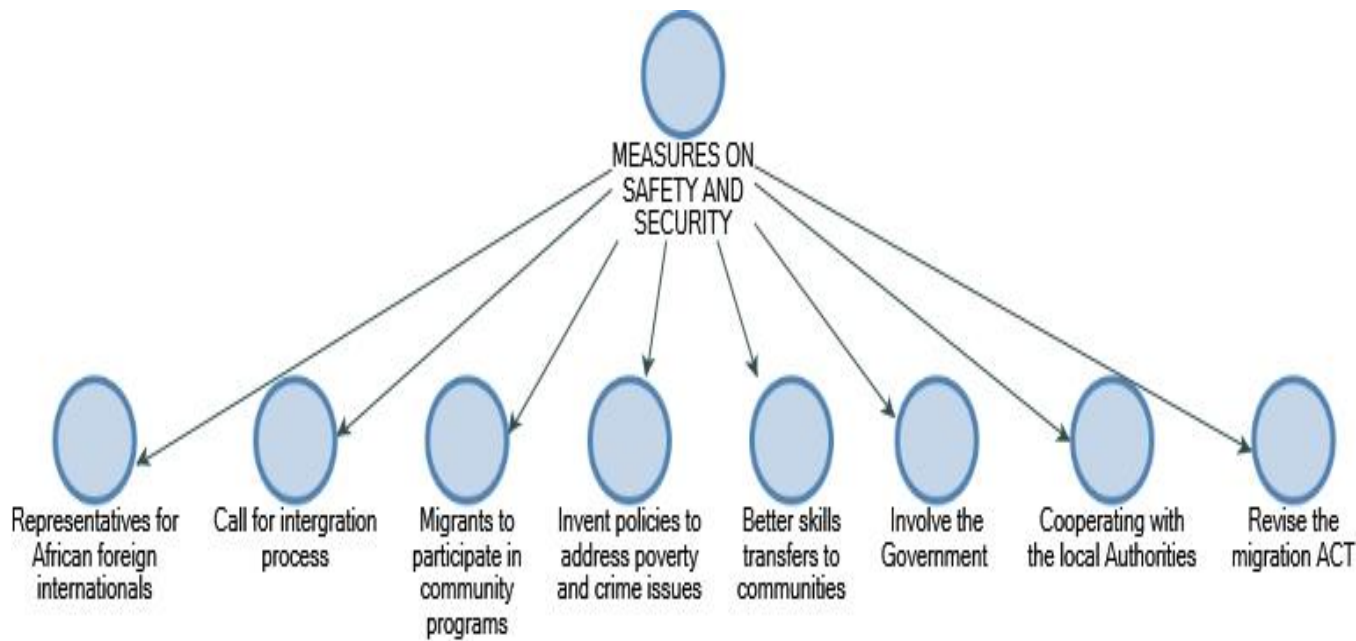 MEASURES ON
SAFETY AND
SECURITY
Representatives for
African foreign
internationals
Call for intergration
process
Migrants to
participate in
community
programs
Invent policies to
address poverty
and crime issues
Better skills
transfers to
communities
Involve the
Government
Cooperating with
the local Authorities
Revise the
migration ACT